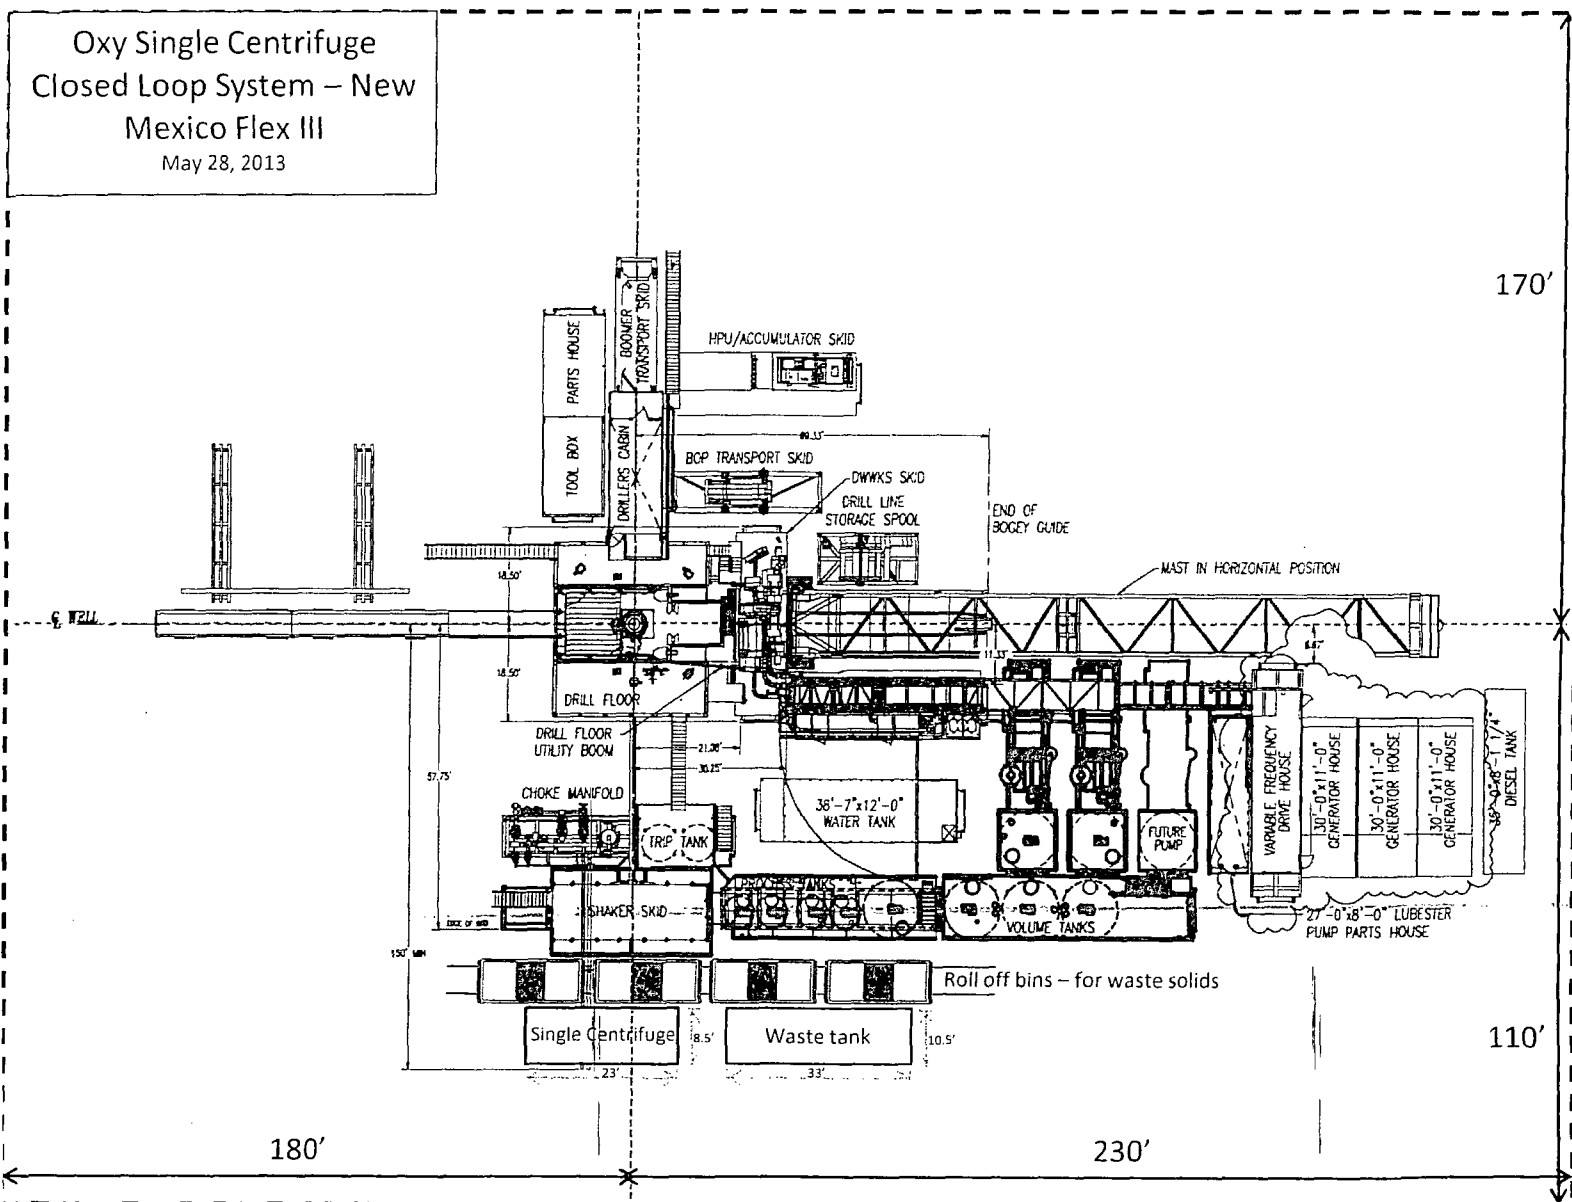 Oxy Single Centrifuge
Closed Loop System – New
Mexico Flex III
May 28, 2013
170'
BOOMER
TRANSPORT SKID
PARTS HOUSE
HPU/ACCUMULATOR SKID
TOOL BOX
DRILLERS CABIN
BOP TRANSPORT SKID
DWWKS SKID
DRILL LINE
STORAGE SPOOL
END OF
BOGEY GUIDE
18.50'
MAST IN HORIZONTAL POSITION
WELL
11.33'
18.50'
DRILL FLOOR
DRILL FLOOR
UTILITY BOOM
30.25'
57.75'
CHOKE MANIFOLD
TRIP TANK
38'-7"x12'-0"
WATER TANK
FUTURE
PUMP
VARIABLE FREQUENCY
DRIVE HOUSE
30'-0"x11'-0"
GENERATOR HOUSE
30'-0"x11'-0"
GENERATOR HOUSE
30'-0"x11'-0"
GENERATOR HOUSE
DIESEL TANK
PROCESS TANKS
SHAKER SKID
VOLUME TANKS
27'-0"x8'-0" LUBESTER
PUMP PARTS HOUSE
Roll off bins – for waste solids
Single Centrifuge
8.5'
Waste tank
10.5'
23'
33'
110'
180'
230'